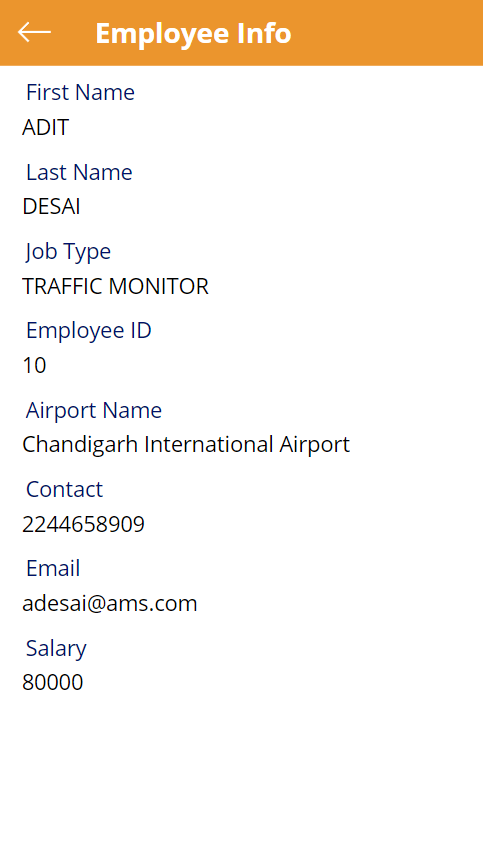 Employee Info
First Name
ADIT
Last Name
DESAI
Job Type
TRAFFIC MONITOR
Employee ID
10
Airport Name
Chandigarh International Airport
Contact
2244658909
Email
adesai@ams.com
Salary
80000